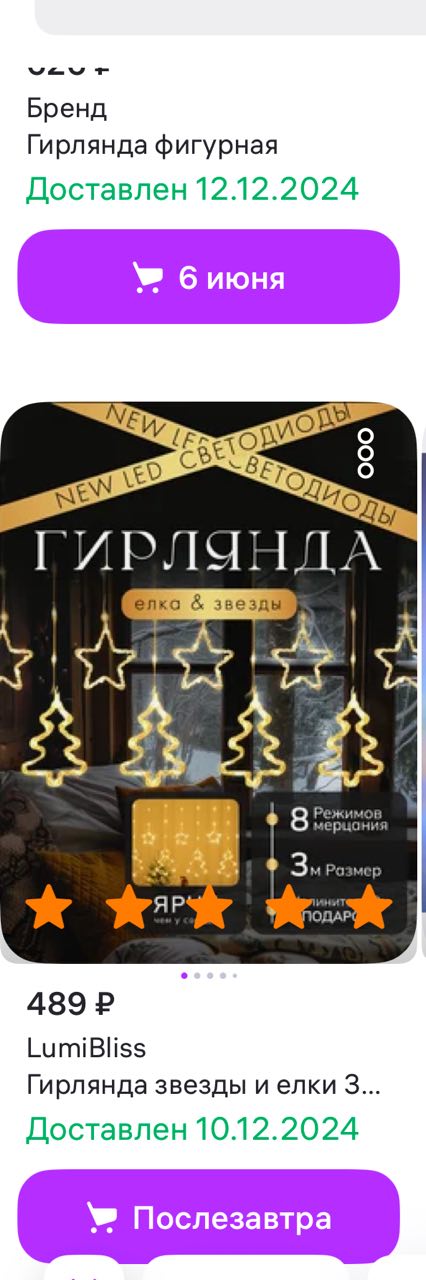 Бренд
Гирлянда фигурная
Доставлен 12.12.2024
6 июня
NEW LED СВЕТОДИОДЫ
NEW LED СВЕТОДИОДЫ
ГИРЛЯНДА
елка & звезды
8 Режимов
мерцания
3м Размер
489 ₽
LumiBliss
Гирлянда звезды и елки 3...
Доставлен 10.12.2024
Послезавтра